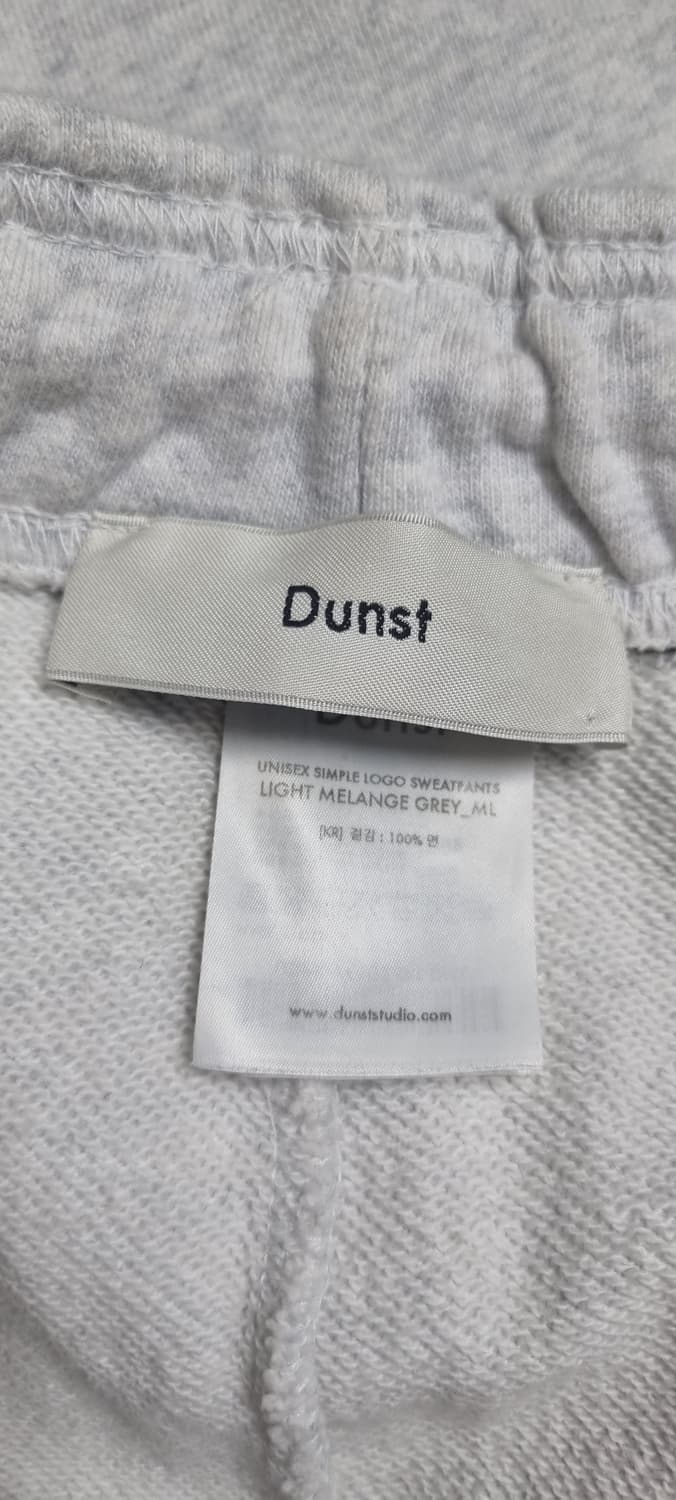 Dunst
UNISEX SIMPLE LOGO SWEATPANTS
LIGHT MELANGE GREY_ML
[KR] 겉감 : 100% 면
www.dunststudio.com